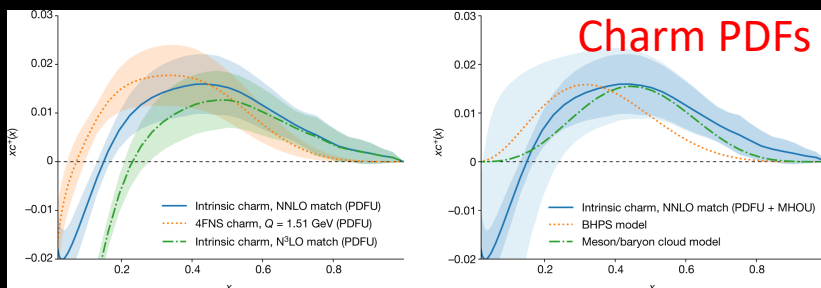 Charm PDFs
0.03
0.02
0.01
0
−0.01
−0.02
xc⁺(x)
Intrinsic charm, NNLO match (PDFU)
4FNS charm, Q = 1.51 GeV (PDFU)
Intrinsic charm, N³LO match (PDFU)
0.2
0.4
0.6
0.8
x
0.03
0.02
0.01
0
−0.01
−0.02
xc⁺(x)
Intrinsic charm, NNLO match (PDFU + MHOU)
BHPS model
Meson/baryon cloud model
0.2
0.4
0.6
0.8
x